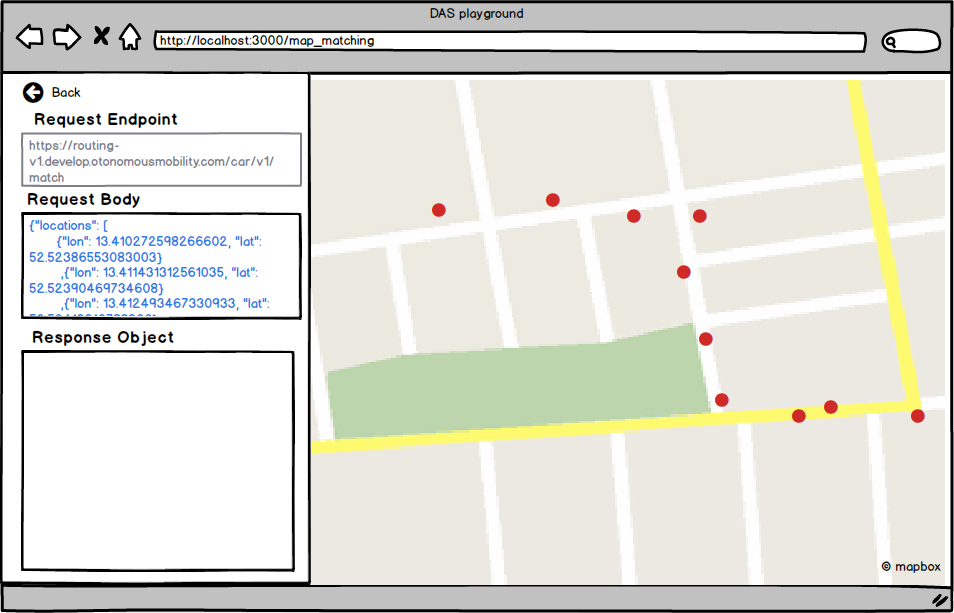 DAS playground
http://localhost:3000/map_matching
Back
Request Endpoint
https://routing-
v1.develop.otonomousmobility.com/car/v1/
match
Request Body
{"locations": [
{"lon": 13.410272598266602, "lat":
52.52386553083003}
,{"lon": 13.411431312561035, "lat":
52.52390469734608}
,{"lon": 13.412493467330933, "lat":
Response Object
© mapbox